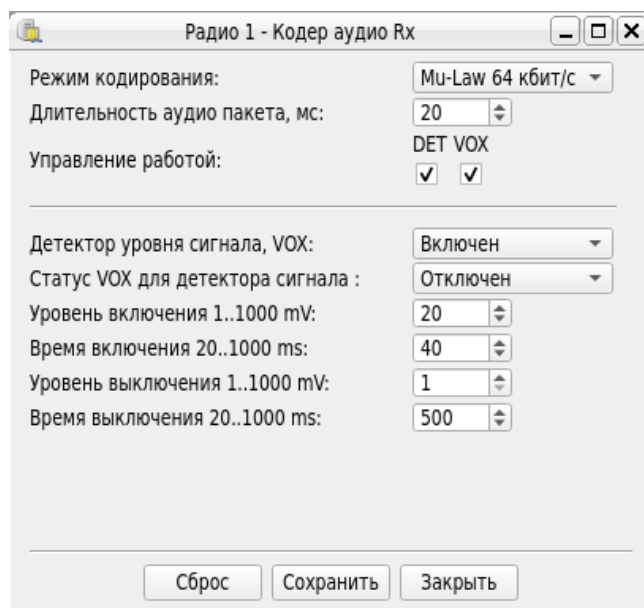 Радио 1 - Кодер аудио Rx
Режим кодирования: Mu-Law 64 кбит/с
Длительность аудио пакета, мс: 20
DET VOX
Управление работой:
Детектор уровня сигнала, VOX: Включен
Статус VOX для детектора сигнала : Отключен
Уровень включения 1..1000 mV: 20
Время включения 20..1000 ms: 40
Уровень выключения 1..1000 mV: 1
Время выключения 20..1000 ms: 500
Сброс Сохранить Закрыть